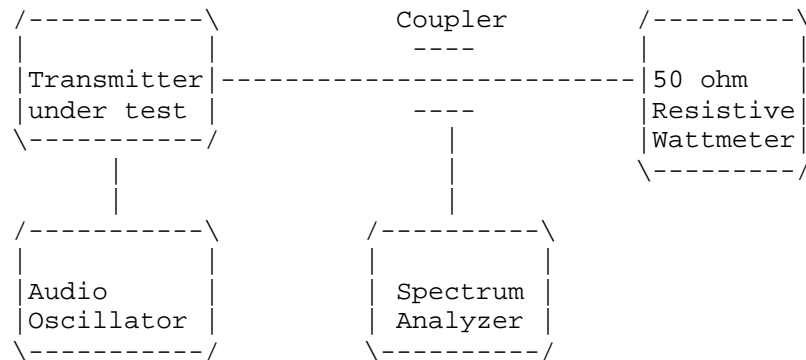 Coupler
Transmitter
under test
50 ohm
Resistive
Wattmeter
Audio
Oscillator
Spectrum
Analyzer